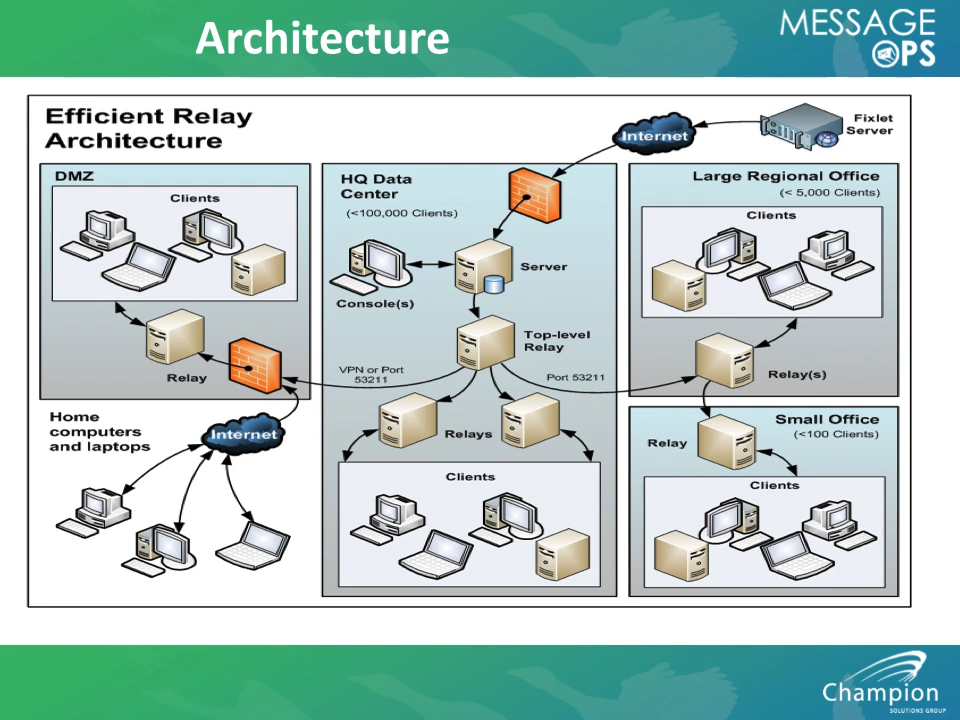 Architecture
MESSAGE
OPS
Efficient Relay
Architecture
Internet
Fixlet
Server
DMZ
Clients
HQ Data
Center
(<100,000 Clients)
Large Regional Office
(< 5,000 Clients)
Clients
Server
Console(s)
Top-level
Relay
Relay
VPN or Port
53211
Port 53211
Relay(s)
Home
computers
and laptops
Internet
Relays
Small Office
(<100 Clients)
Relay
Clients
Clients
Champion
SOLUTIONS GROUP